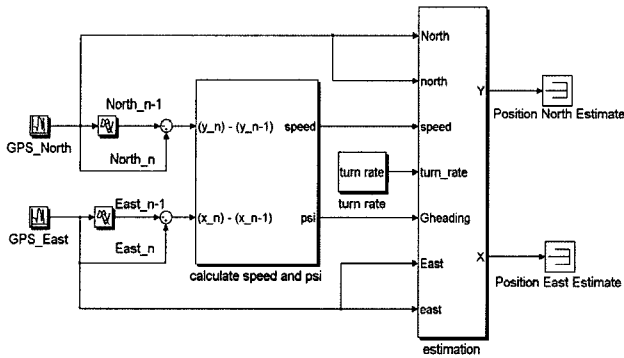 North
North_n-1
north
Y
Position North Estimate
(y_n) - (y_n-1)
speed
speed
GPS_North
North_n
turn rate
turn_rate
turn rate
East_n-1
(x_n) - (x_n-1)
psi
Gheading
GPS_East
East_n
East
X
Position East Estimate
calculate speed and psi
east
estimation